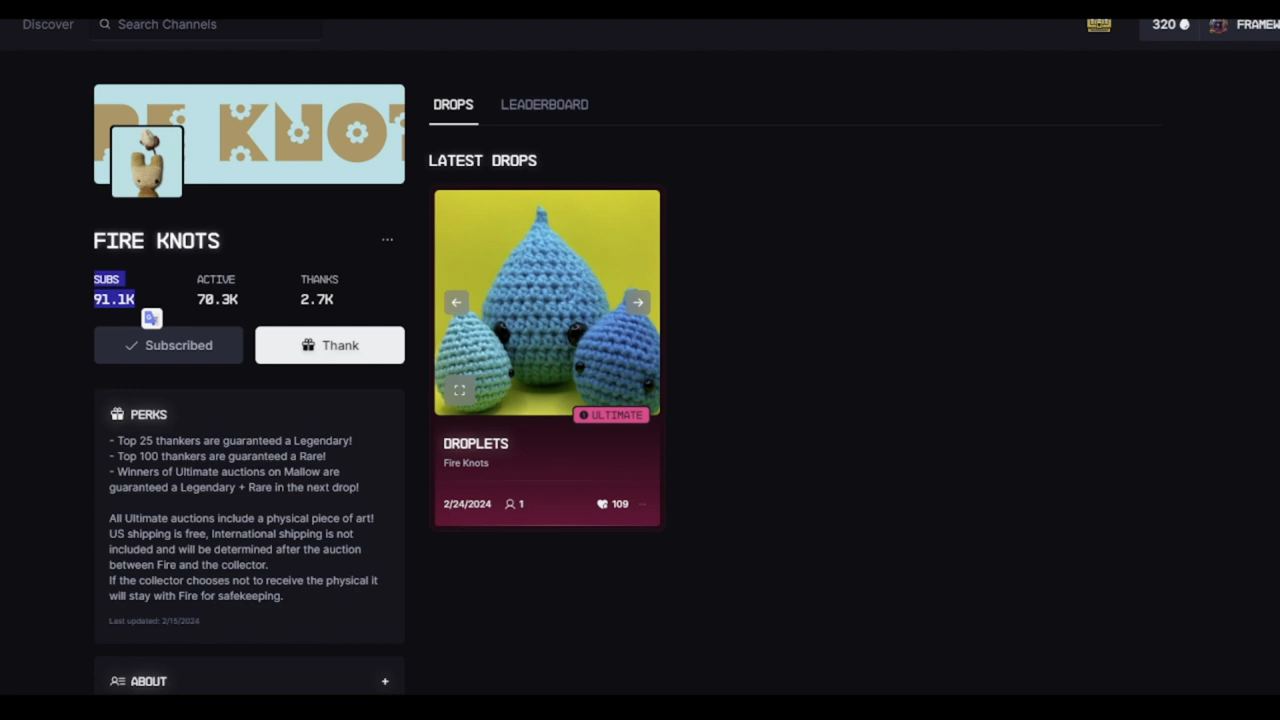 Discover
Search Channels
320
FRAMEW
RE KNOT
DROPS
LEADERBOARD
LATEST DROPS
FIRE KNOTS
...
SUBS
ACTIVE
THANKS
91.1K
70.3K
2.7K
Subscribed
Thank
ULTIMATE
DROPLETS
Fire Knots
2/24/2024
1
109
...
PERKS
- Top 25 thankers are guaranteed a Legendary!
- Top 100 thankers are guaranteed a Rare!
- Winners of Ultimate auctions on Mallow are
guaranteed a Legendary + Rare in the next drop!
All Ultimate auctions include a physical piece of art!
US shipping is free, International shipping is not
included and will be determined after the auction
between Fire and the collector.
If the collector chooses not to receive the physical it
will stay with Fire for safekeeping.
Last updated: 2/15/2024
ABOUT
+